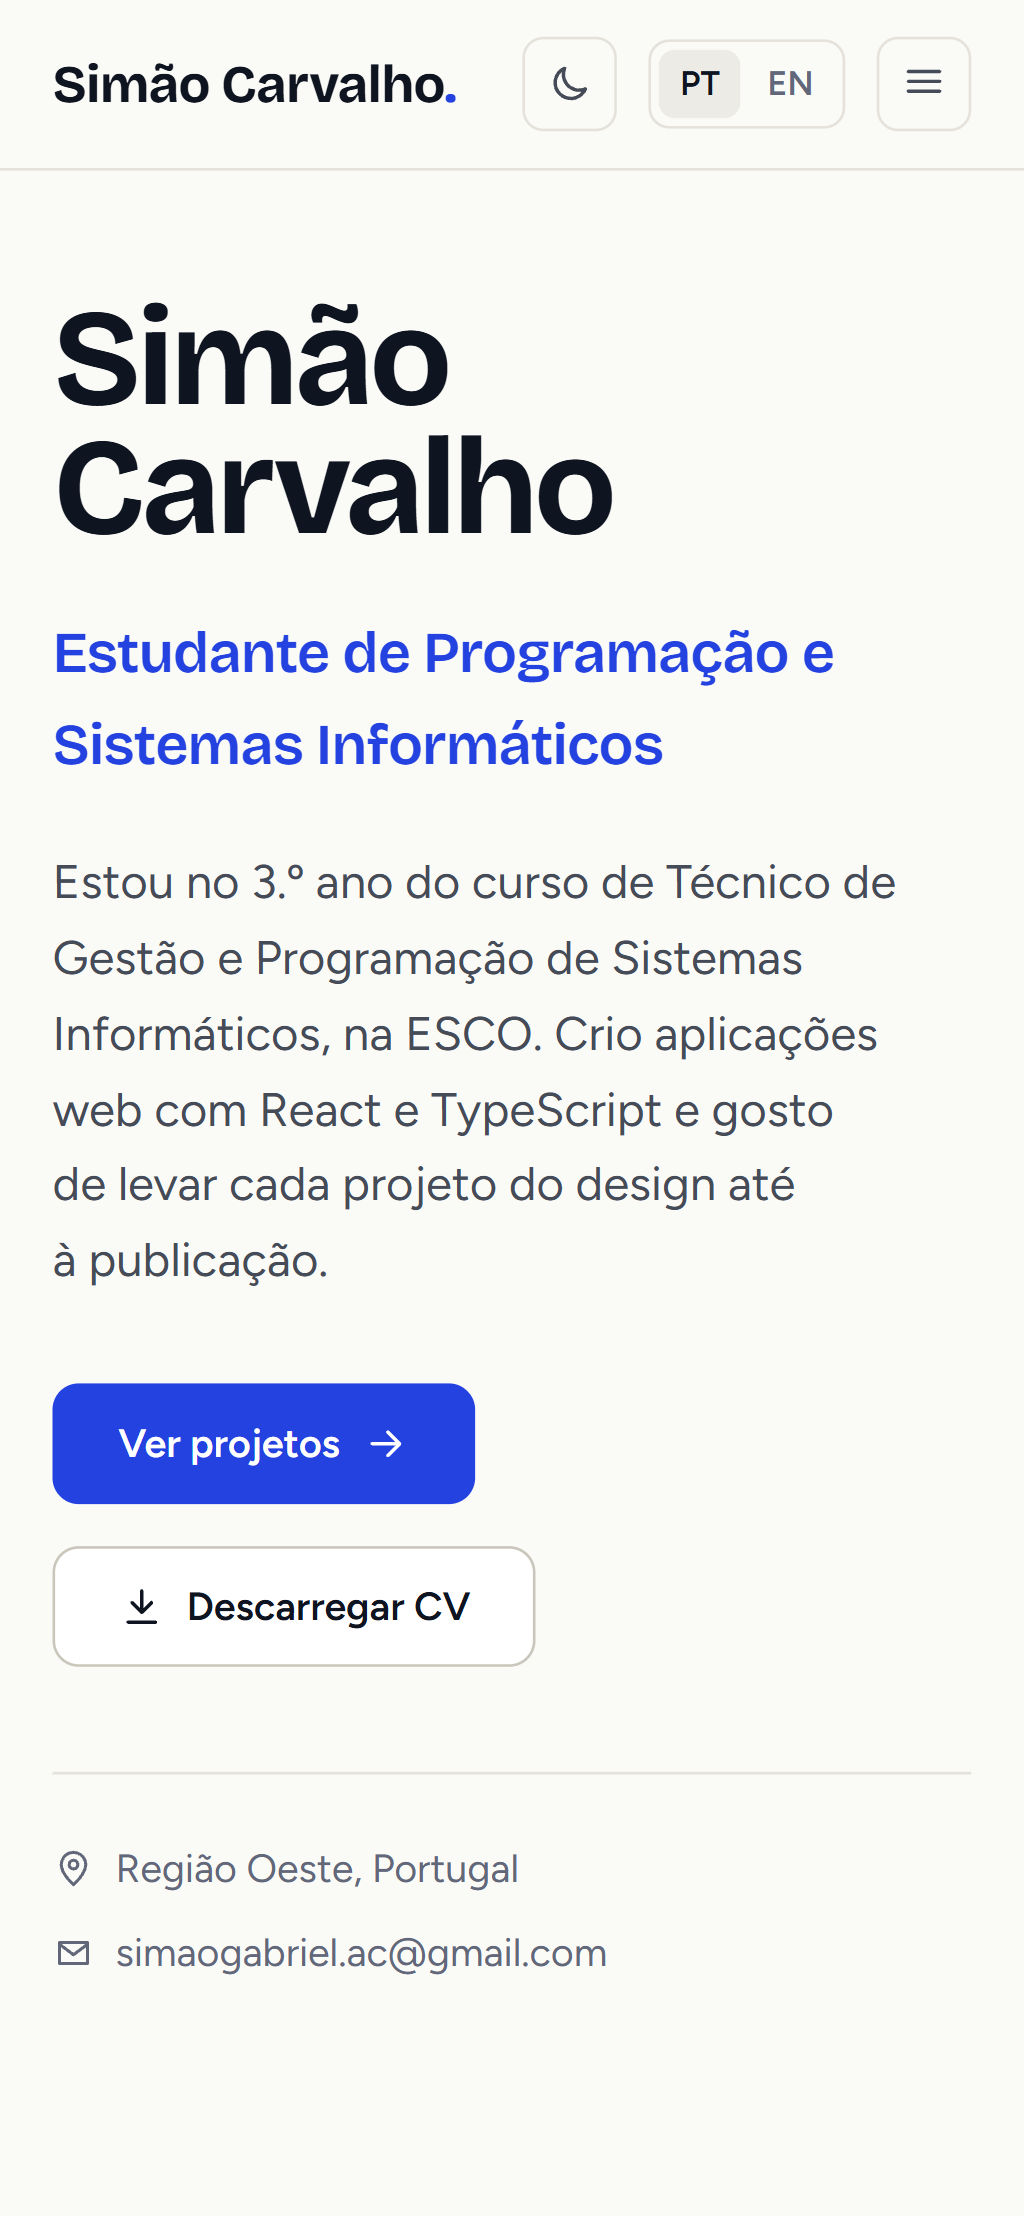 Simão Carvalho.
PT EN
Simão
Carvalho
Estudante de Programação e
Sistemas Informáticos
Estou no 3.º ano do curso de Técnico de
Gestão e Programação de Sistemas
Informáticos, na ESCO. Crio aplicações
web com React e TypeScript e gosto
de levar cada projeto do design até
à publicação.
Ver projetos
Descarregar CV
Região Oeste, Portugal
simaogabriel.ac@gmail.com